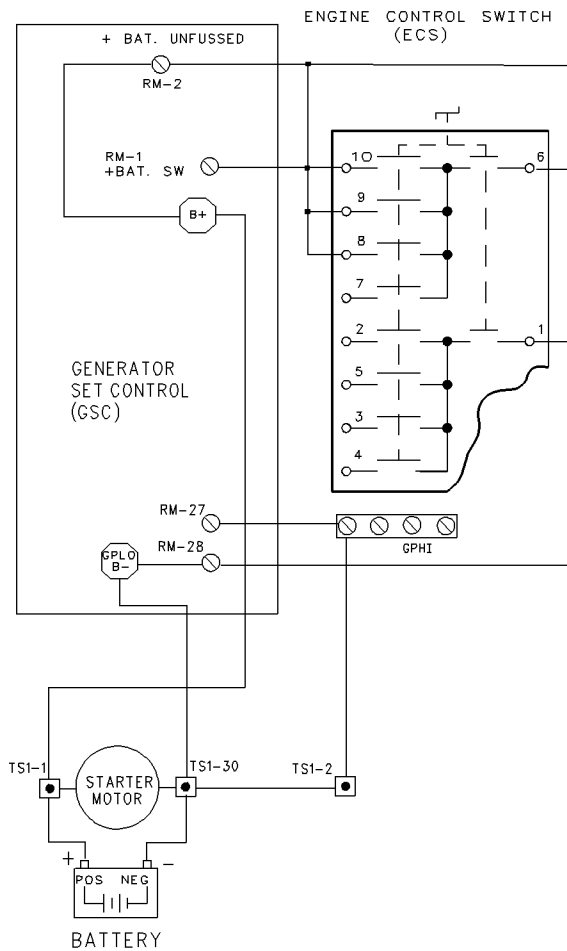 ENGINE CONTROL SWITCH
(ECS)
+ BAT. UNFUSSED
RM-2
RM-1
+BAT. SW
B+
10
6
9
8
7
2
1
5
3
4
GENERATOR
SET CONTROL
(GSC)
RM-27
GPHI
GPLO
B-
RM-28
TS1-1
STARTER
MOTOR
TS1-30
TS1-2
+
-
POS NEG
BATTERY